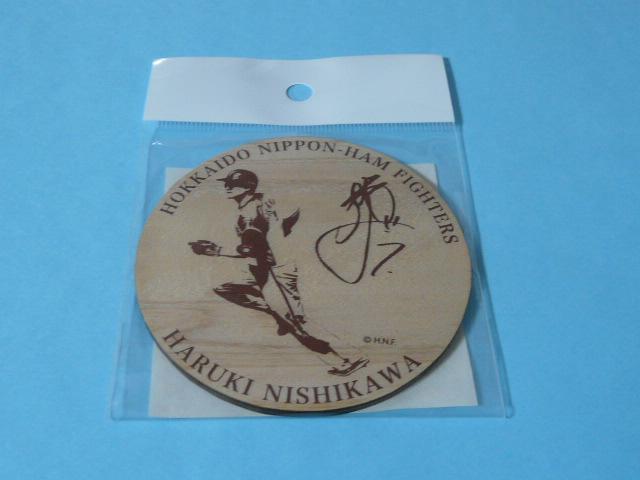 HOKKAIDO NIPPON-HAM FIGHTERS
© H.N.F.
HARUKI NISHIKAWA